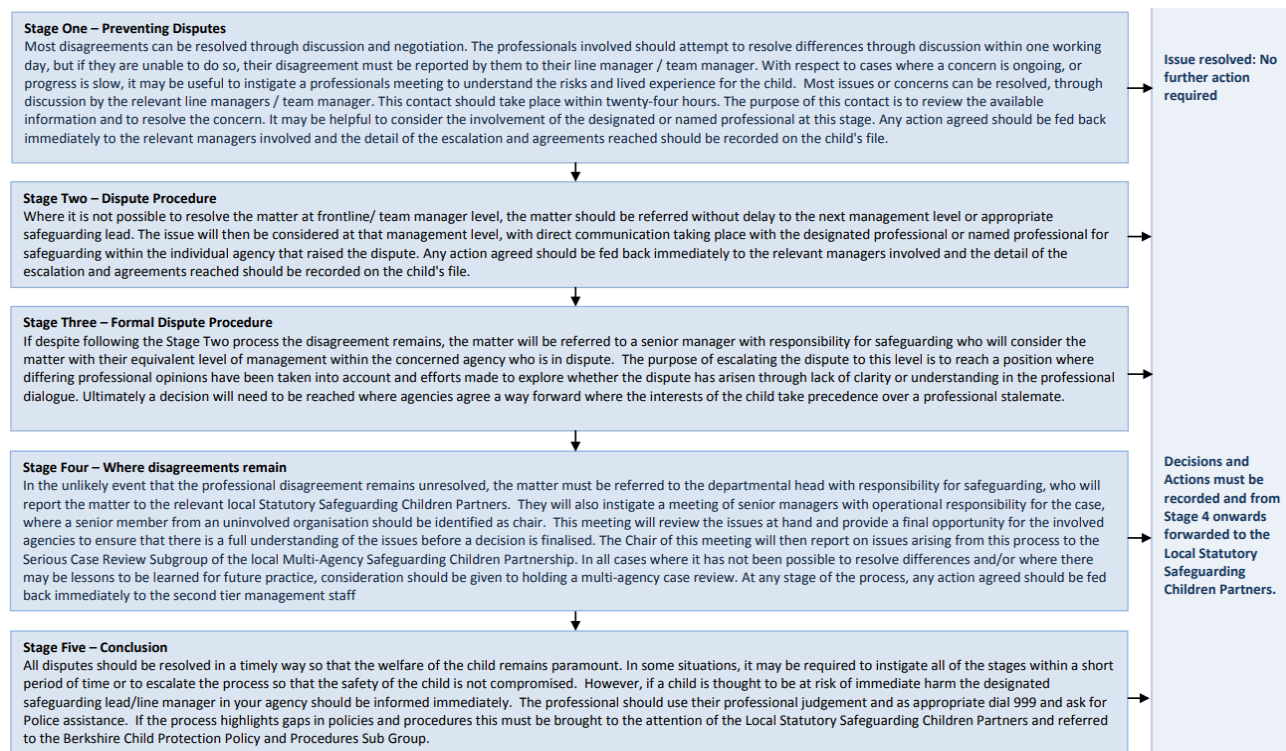 Stage One – Preventing Disputes
Most disagreements can be resolved through discussion and negotiation. The professionals involved should attempt to resolve differences through discussion within one working
day, but if they are unable to do so, their disagreement must be reported by them to their line manager / team manager. With respect to cases where a concern is ongoing, or
progress is slow, it may be useful to instigate a professionals meeting to understand the risks and lived experience for the child.  Most issues or concerns can be resolved, through
discussion by the relevant line managers / team manager. This contact should take place within twenty-four hours. The purpose of this contact is to review the available
information and to resolve the concern. It may be helpful to consider the involvement of the designated or named professional at this stage. Any action agreed should be fed back
immediately to the relevant managers involved and the detail of the escalation and agreements reached should be recorded on the child's file.
Issue resolved: No
further action
required
Stage Two – Dispute Procedure
Where it is not possible to resolve the matter at frontline/ team manager level, the matter should be referred without delay to the next management level or appropriate
safeguarding lead. The issue will then be considered at that management level, with direct communication taking place with the designated professional or named professional for
safeguarding within the individual agency that raised the dispute. Any action agreed should be fed back immediately to the relevant managers involved and the detail of the
escalation and agreements reached should be recorded on the child's file.
Stage Three – Formal Dispute Procedure
If despite following the Stage Two process the disagreement remains, the matter will be referred to a senior manager with responsibility for safeguarding who will consider the
matter with their equivalent level of management within the concerned agency who is in dispute.  The purpose of escalating the dispute to this level is to reach a position where
differing professional opinions have been taken into account and efforts made to explore whether the dispute has arisen through lack of clarity or understanding in the professional
dialogue. Ultimately a decision will need to be reached where agencies agree a way forward where the interests of the child take precedence over a professional stalemate.
Stage Four – Where disagreements remain
In the unlikely event that the professional disagreement remains unresolved, the matter must be referred to the departmental head with responsibility for safeguarding, who will
report the matter to the relevant local Statutory Safeguarding Children Partners.  They will also instigate a meeting of senior managers with operational responsibility for the case,
where a senior member from an uninvolved organisation should be identified as chair.  This meeting will review the issues at hand and provide a final opportunity for the involved
agencies to ensure that there is a full understanding of the issues before a decision is finalised. The Chair of this meeting will then report on issues arising from this process to the
Serious Case Review Subgroup of the local Multi-Agency Safeguarding Children Partnership. In all cases where it has not been possible to resolve differences and/or where there
may be lessons to be learned for future practice, consideration should be given to holding a multi-agency case review. At any stage of the process, any action agreed should be fed
back immediately to the second tier management staff
Decisions and
Actions must be
recorded and from
Stage 4 onwards
forwarded to the
Local Statutory
Safeguarding
Children Partners.
Stage Five – Conclusion
All disputes should be resolved in a timely way so that the welfare of the child remains paramount. In some situations, it may be required to instigate all of the stages within a short
period of time or to escalate the process so that the safety of the child is not compromised.  However, if a child is thought to be at risk of immediate harm the designated
safeguarding lead/line manager in your agency should be informed immediately.  The professional should use their professional judgement and as appropriate dial 999 and ask for
Police assistance.  If the process highlights gaps in policies and procedures this must be brought to the attention of the Local Statutory Safeguarding Children Partners and referred
to the Berkshire Child Protection Policy and Procedures Sub Group.